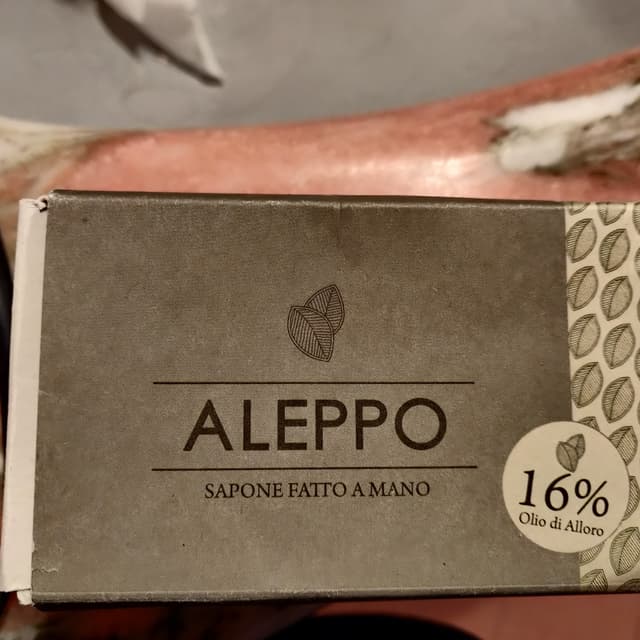 ALEPPO
SAPONE FATTO A MANO
16%
Olio di Alloro